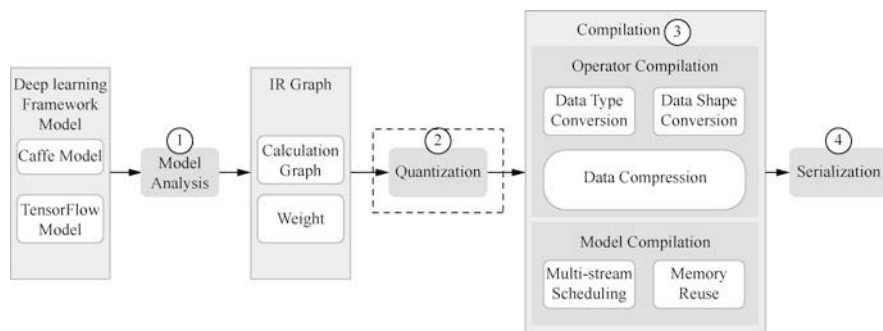 Deep learning
Framework
Model
Caffe Model
TensorFlow
Model
1
Model
Analysis
IR Graph
Calculation
Graph
Weight
2
Quantization
Compilation 3
Operator Compilation
Data Type
Conversion
Data Shape
Conversion
Data Compression
Model Compilation
Multi-stream
Scheduling
Memory
Reuse
4
Serialization